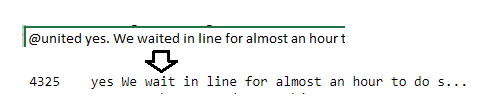 @united yes. We waited in line for almost an hour t
4325 yes We wait in line for almost an hour to do s...